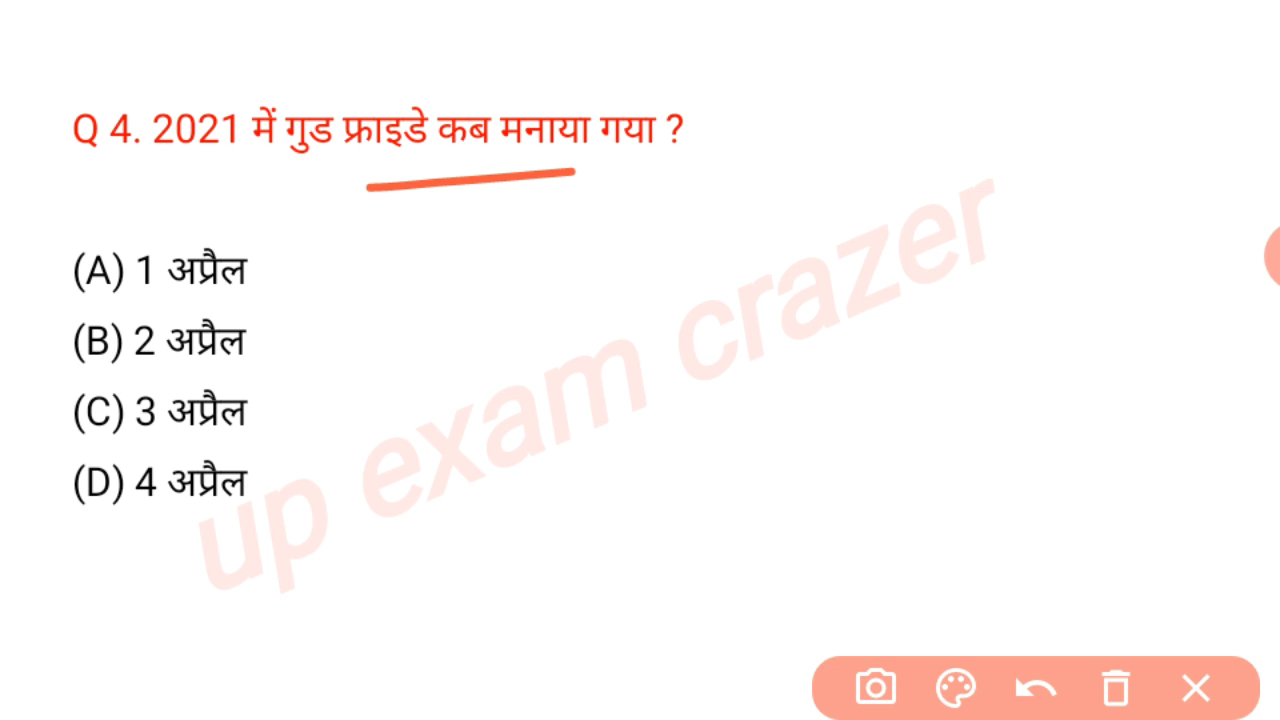 Q 4. 2021 में गुड फ्राइडे कब मनाया गया ?
(A) 1 अप्रैल
(B) 2 अप्रैल
(C) 3 अप्रैल
(D) 4 अप्रैल
up exam crazer